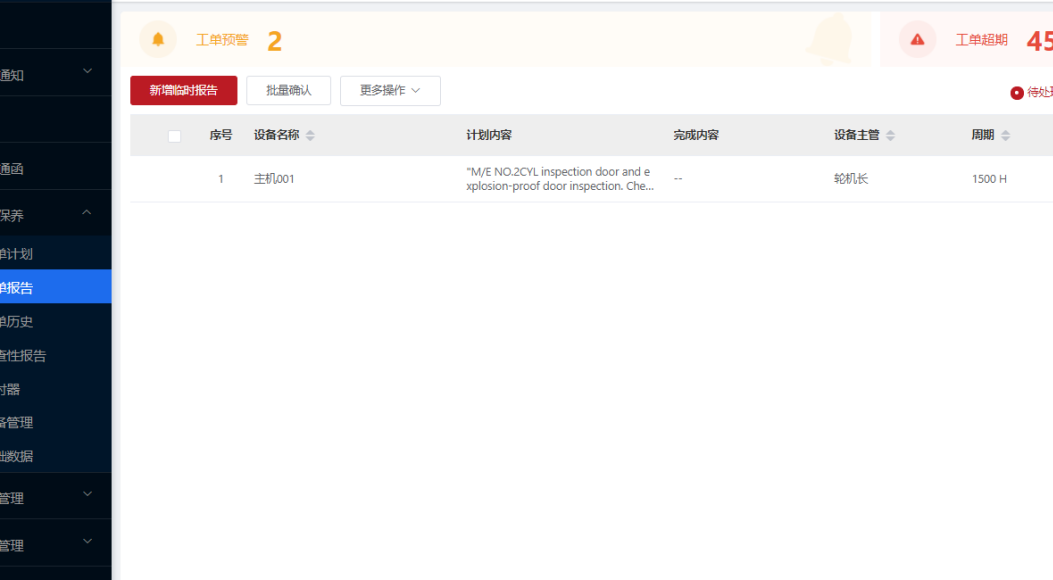 工单预警 2
工单超期 45
新增临时报告 批量确认 更多操作
待处
序号 设备名称 计划内容 完成内容 设备主管 周期
1 主机001 "M/E NO.2CYL inspection door and e
xplosion-proof door inspection. Che... -- 轮机长 1500 H
通知
通函
保养
单计划
单报告
单历史
查性报告
时器
备管理
础数据
管理
管理